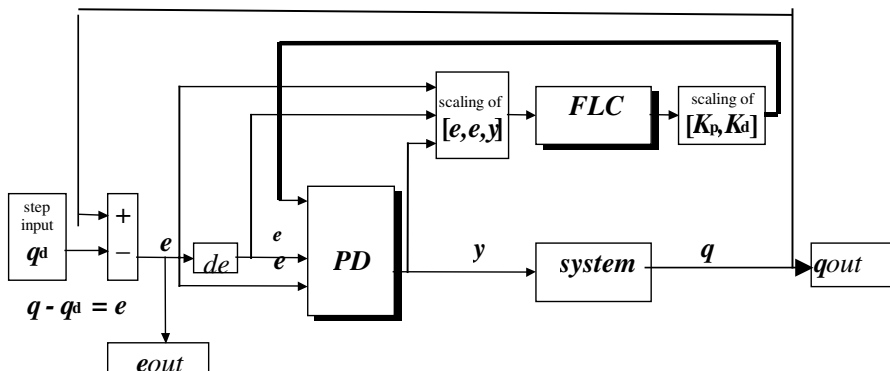 scaling of
[e,e,y]
FLC
scaling of
[Kp,Kd]
step
input
qd
+
−
e
de
e
e
PD
y
system
q
qout
q - qd = e
eout